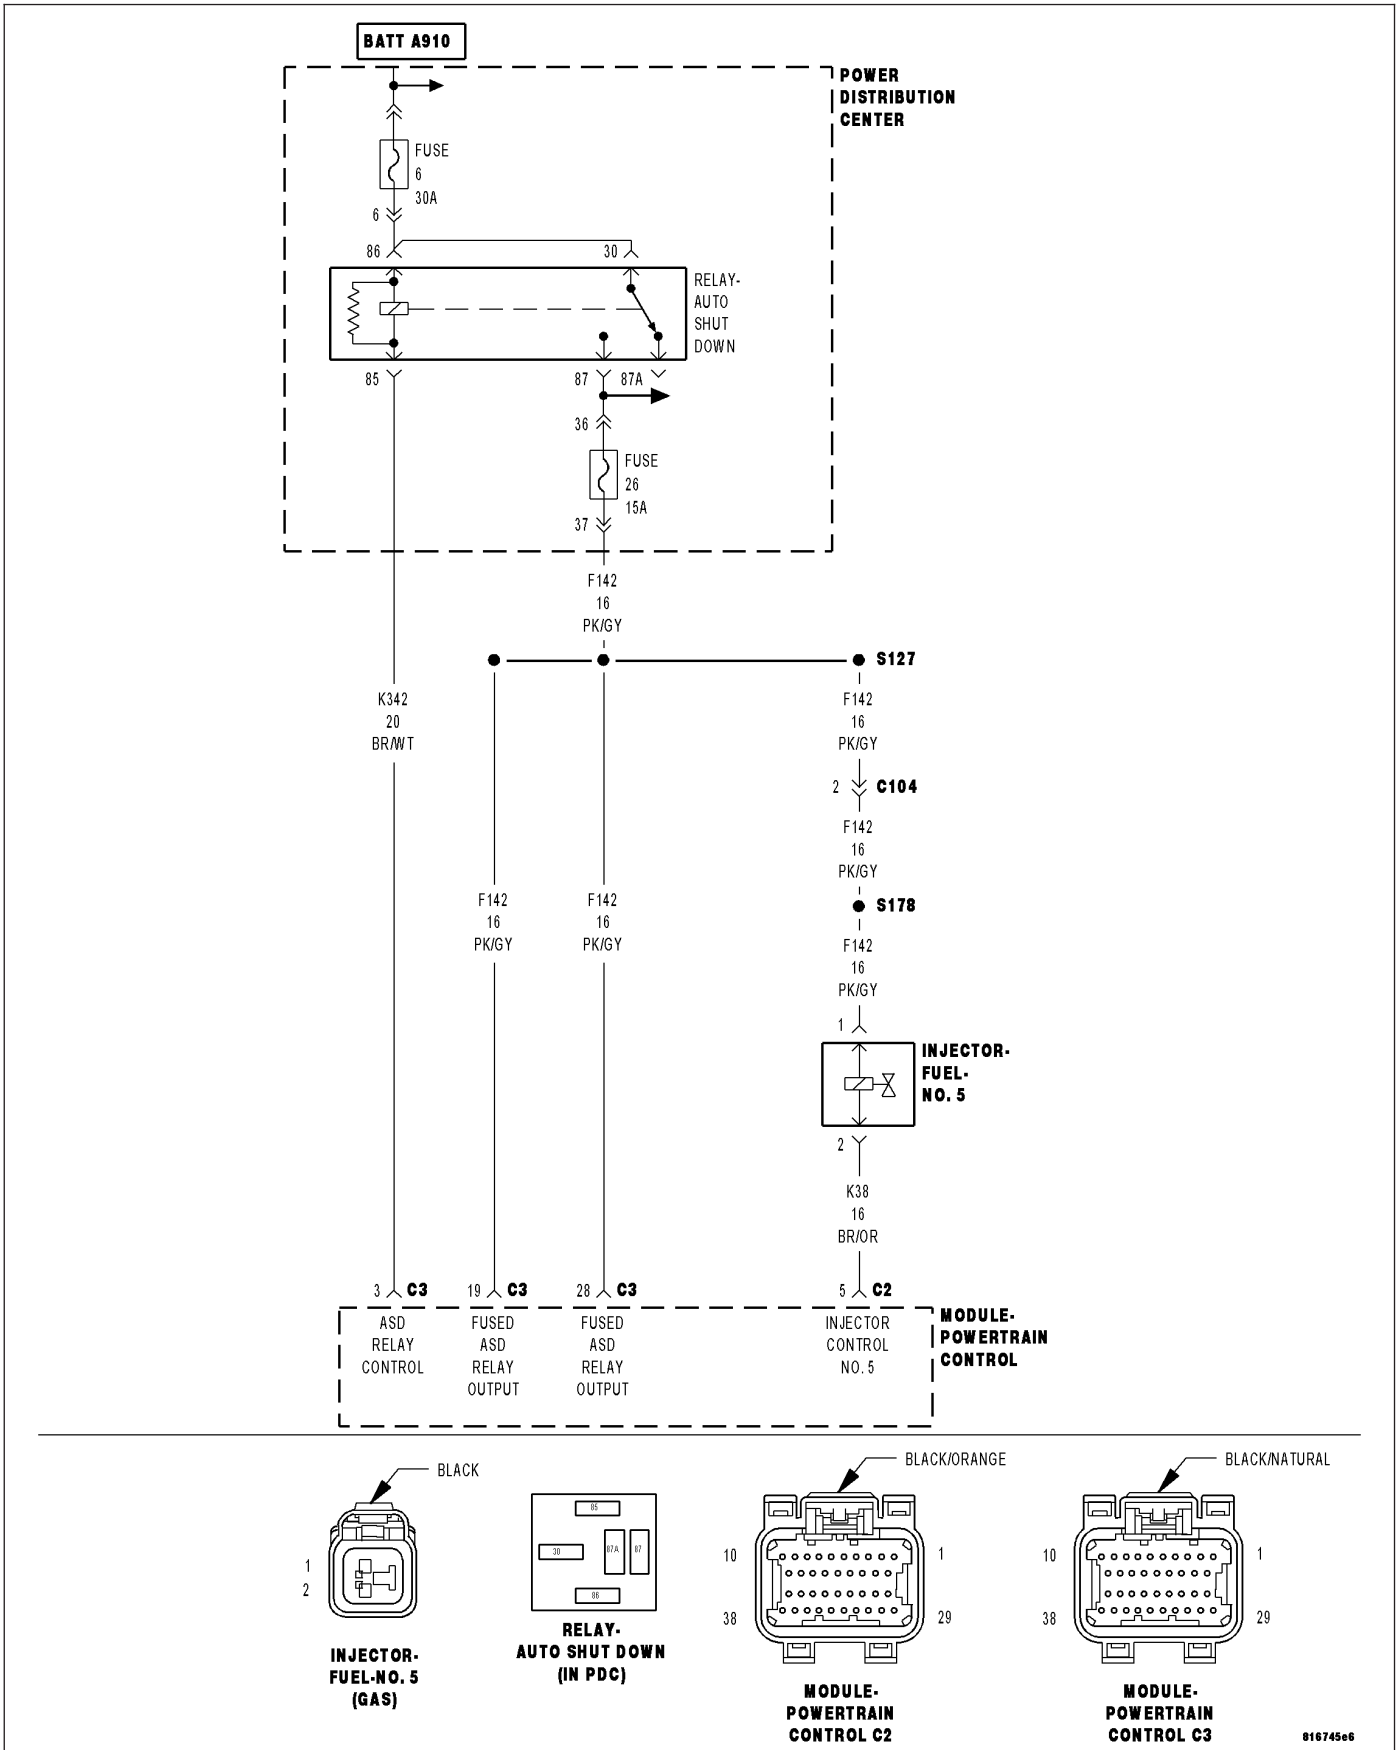 BATT A910
POWER
DISTRIBUTION
CENTER
FUSE
6
30A
6
86
30
RELAY-
AUTO
SHUT
DOWN
85
87
87A
36
FUSE
26
15A
37
F142
16
PK/GY
S127
K342
20
BR/WT
F142
16
PK/GY
2
C104
F142
16
PK/GY
S178
F142
16
PK/GY
F142
16
PK/GY
F142
16
PK/GY
1
INJECTOR-
FUEL-
NO. 5
2
K38
16
BR/OR
3 C3
19 C3
28 C3
5 C2
ASD
RELAY
CONTROL
FUSED
ASD
RELAY
OUTPUT
FUSED
ASD
RELAY
OUTPUT
INJECTOR
CONTROL
NO. 5
MODULE-
POWERTRAIN
CONTROL
BLACK
1
2
INJECTOR-
FUEL-NO. 5
(GAS)
85
30
87A
87
86
RELAY-
AUTO SHUT DOWN
(IN PDC)
BLACK/ORANGE
10
1
38
29
MODULE-
POWERTRAIN
CONTROL C2
BLACK/NATURAL
10
1
38
29
MODULE-
POWERTRAIN
CONTROL C3
816745e6